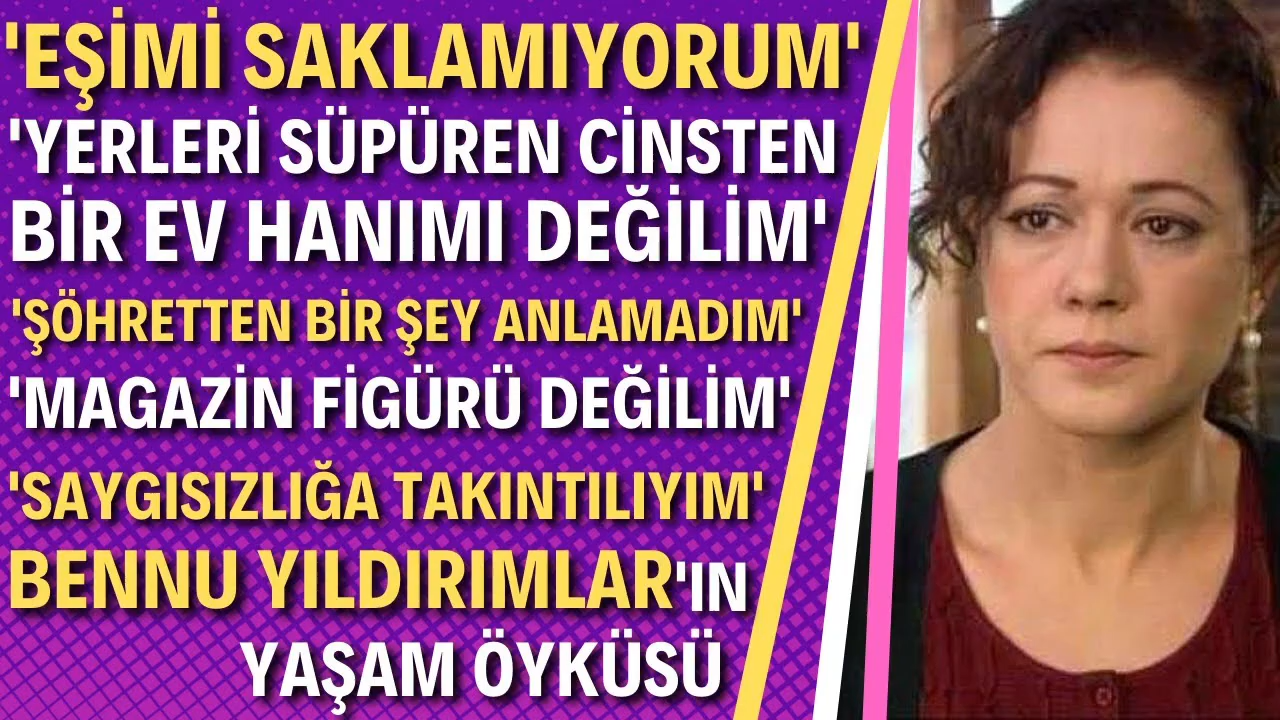 'EŞİMİ SAKLAMIYORUM'
'YERLERİ SÜPÜREN CİNSTEN
BİR EV HANIMI DEĞİLİM'
'ŞÖHRETTEN BİR ŞEY ANLAMADIM'
'MAGAZİN FİGÜRÜ DEĞİLİM'
'SAYGISIZLIĞA TAKINTILIYIM'
BENNU YILDIRIMLAR'IN
YAŞAM ÖYKÜSÜ